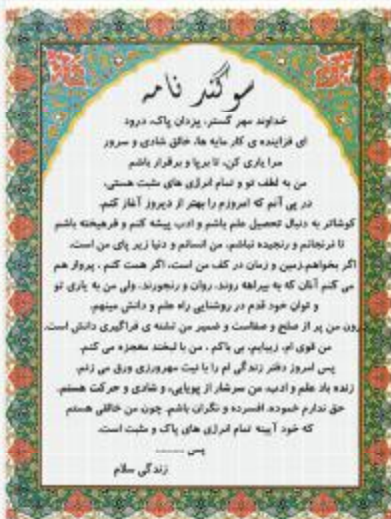 سوگند نامه
خداوند مهر گستر، یزدان پاک، درود
ای فزاینده ی کار مایه ها، خالق شادی و سرور
مرا یاری کن، تا برپا و برقرار باشم
من به لطف تو و تمام انرژی های مثبت هستی،
در پی آنم که امروزم را بهتر از دیروز آغاز کنم.
کوشاتر به دنبال تحصیل علم باشم و ادب پیشه کنم و فرهیخته باشم
تا نرنجانم و رنجیده نباشم، من انسانم و دنیا زیر پای من است.
اگر بخواهم.زمین و زمان در کف من است، اگر همت کنم ، پرواز هم
می کنم آنان که به بیراهه روند، روان و رنجورند، ولی من به یاری تو
و توان خود قدم در روشنایی راه علم و دانش مینهم.
رون من پر از صلح و صفاست و ضمیر من تشنه ی فراگیری دانش است.
من قوی ام، زیبایم، بی باکم ، من با لبخند معجزه می کنم.
پس امروز دفتر زندگی ام را با نیت مهرورزی ورق می زنم.
زنده باد علم و ادب، من سرشار از پویایی، و شادی و حرکت هستم.
حق ندارم خموده، افسرده و نگران باشم، چون من خالقی هستم
که خود آیینه تمام انرژی های پاک و مثبت است.
پس ..........
زندگی سلام